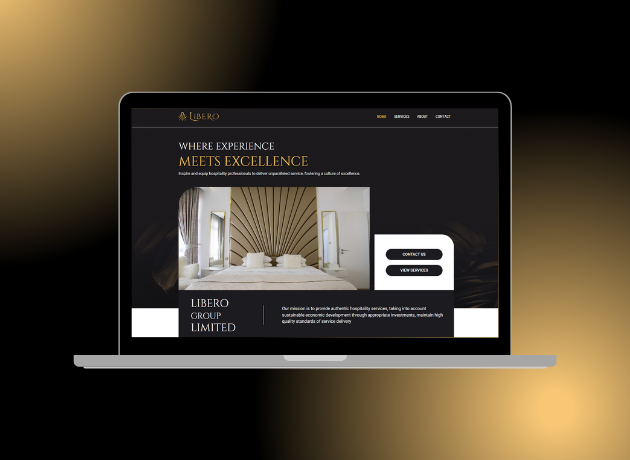 LIBERO
HOME SERVICES ABOUT CONTACT
WHERE EXPERIENCE
MEETS EXCELLENCE
Inspire and equip hospitality professionals to deliver unparalleled service, fostering a culture of excellence.
CONTACT US
VIEW SERVICES
LIBERO
GROUP
LIMITED
Our mission is to provide authentic hospitality services, taking into account
sustainable economic development through appropriate investments, maintain high
quality standards of service delivery